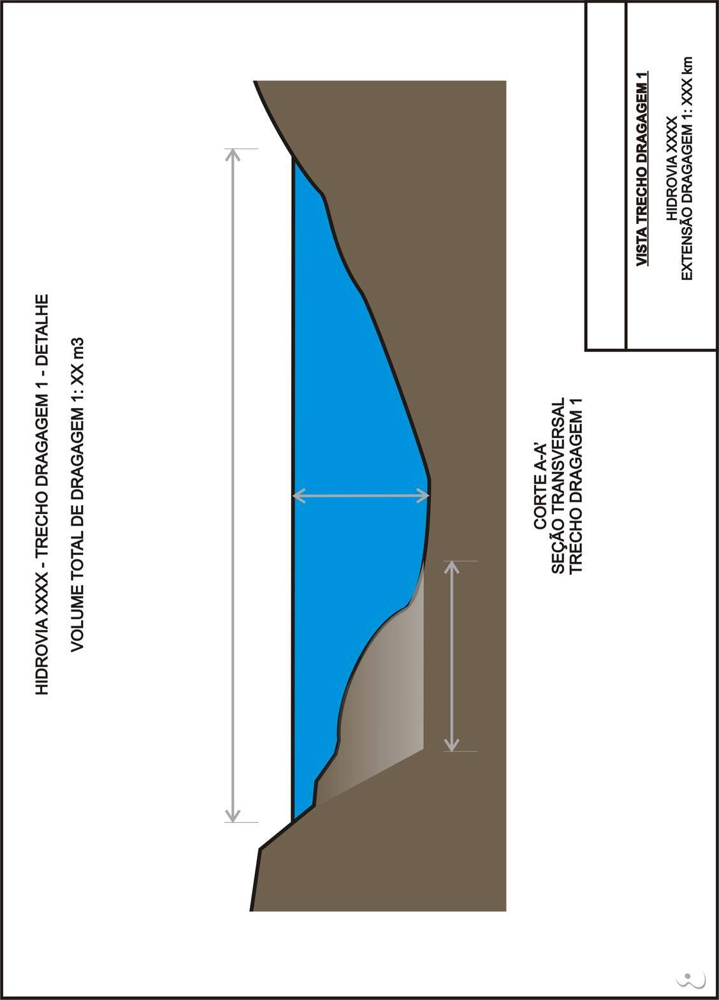 HIDROVIA XXXX - TRECHO DRAGAGEM 1 - DETALHE
VOLUME TOTAL DE DRAGAGEM 1: XX m3
CORTE A-A'
SEÇÃO TRANSVERSAL
TRECHO DRAGAGEM 1
VISTA TRECHO DRAGAGEM 1
HIDROVIA XXXX
EXTENSÃO DRAGAGEM 1: XXX km